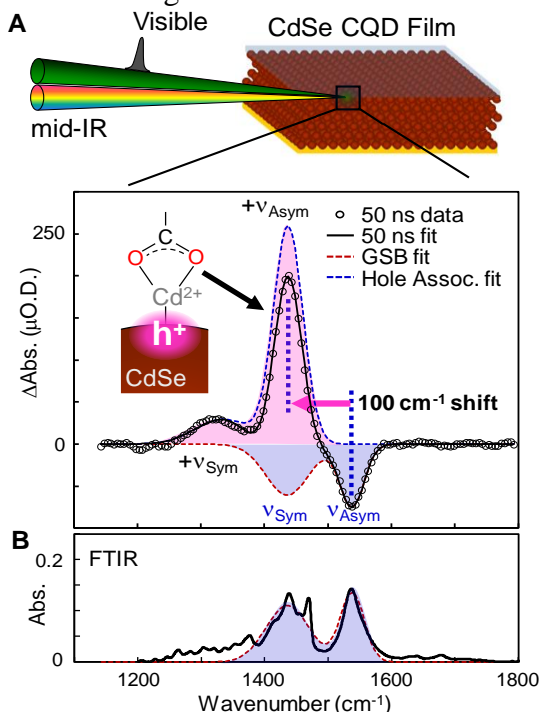 A
Visible
CdSe CQD Film
mid-IR
+νAsym
250
0
ΔAbs. (μO.D.)
C
O
O
Cd²⁺
h⁺
CdSe
50 ns data
50 ns fit
GSB fit
Hole Assoc. fit
100 cm⁻¹ shift
+νSym
νSym
νAsym
B
FTIR
0.2
0
Abs.
1200
1400
1600
1800
Wavenumber (cm⁻¹)